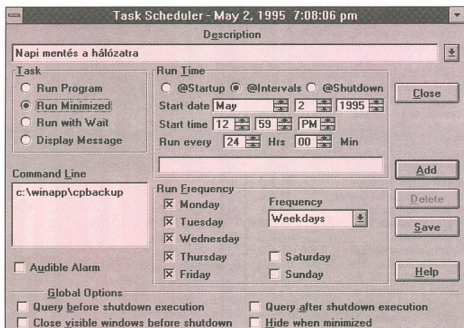 Task Scheduler - May 2, 1995 7:08:06 pm
Description
Napi mentés a hálózatra
Task
Run Program
Run Minimized
Run with Wait
Display Message
Run Time
@Startup @Intervals @Shutdown
Start date May 2 1995
Start time 12 59 PM
Run every 24 Hrs 00 Min
Close
Command Line
c:\winapp\cpbackup
Audible Alarm
Run Frequency
Monday
Tuesday
Wednesday
Thursday
Friday
Frequency
Weekdays
Saturday
Sunday
Add
Delete
Save
Help
Global Options
Query before shutdown execution
Query after shutdown execution
Close visible windows before shutdown
Hide when minimized